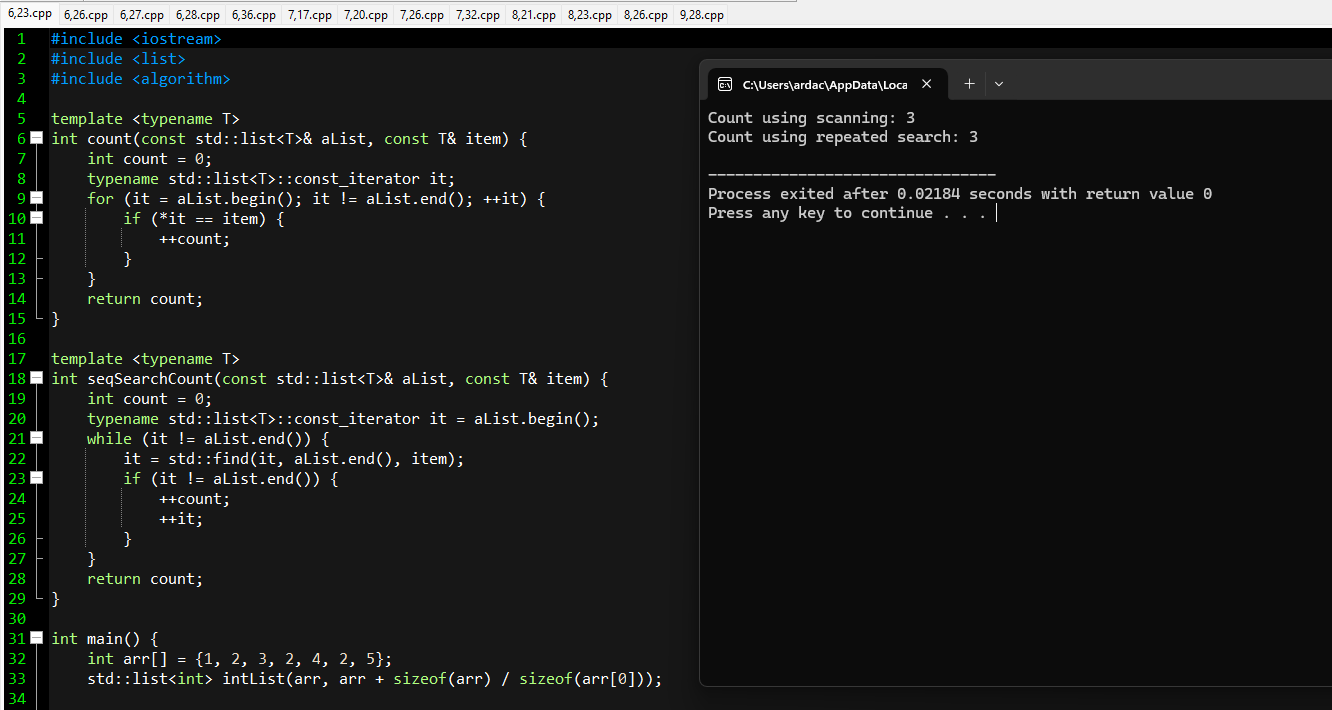 6,23.cpp 6,26.cpp 6,27.cpp 6,28.cpp 6,36.cpp 7,17.cpp 7,20.cpp 7,26.cpp 7,32.cpp 8,21.cpp 8,23.cpp 8,26.cpp 9,28.cpp
1 #include <iostream>
2 #include <list>
3 #include <algorithm>
4
5 template <typename T>
6 int count(const std::list<T>& aList, const T& item) {
7     int count = 0;
8     typename std::list<T>::const_iterator it;
9     for (it = aList.begin(); it != aList.end(); ++it) {
10         if (*it == item) {
11             ++count;
12         }
13     }
14     return count;
15 }
16
17 template <typename T>
18 int seqSearchCount(const std::list<T>& aList, const T& item) {
19     int count = 0;
20     typename std::list<T>::const_iterator it = aList.begin();
21     while (it != aList.end()) {
22         it = std::find(it, aList.end(), item);
23         if (it != aList.end()) {
24             ++count;
25             ++it;
26         }
27     }
28     return count;
29 }
30
31 int main() {
32     int arr[] = {1, 2, 3, 2, 4, 2, 5};
33     std::list<int> intList(arr, arr + sizeof(arr) / sizeof(arr[0]));
34
C:\Users\ardac\AppData\Loca
Count using scanning: 3
Count using repeated search: 3
--------------------------------
Process exited after 0.02184 seconds with return value 0
Press any key to continue . . .